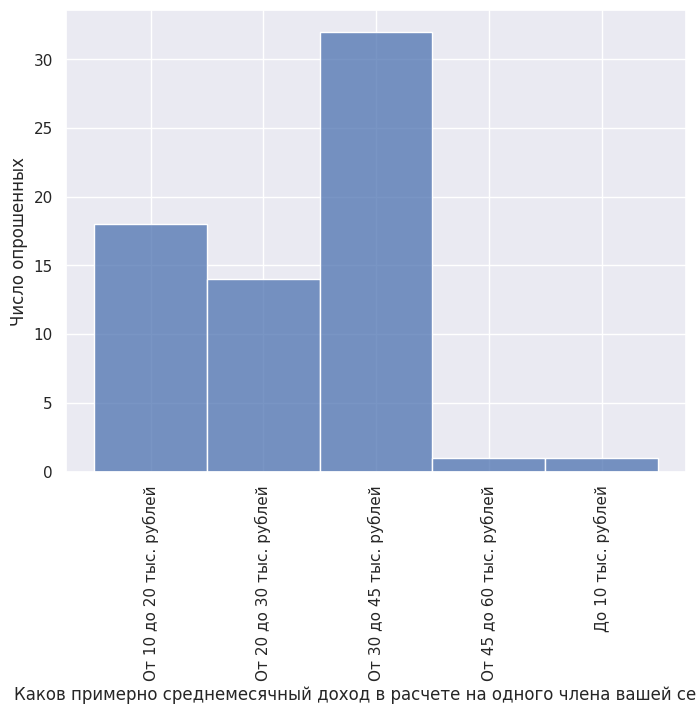 30
25
20
15
10
5
0
Число опрошенных
От 10 до 20 тыс. рублей
От 20 до 30 тыс. рублей
От 30 до 45 тыс. рублей
От 45 до 60 тыс. рублей
До 10 тыс. рублей
Каков примерно среднемесячный доход в расчете на одного члена вашей се